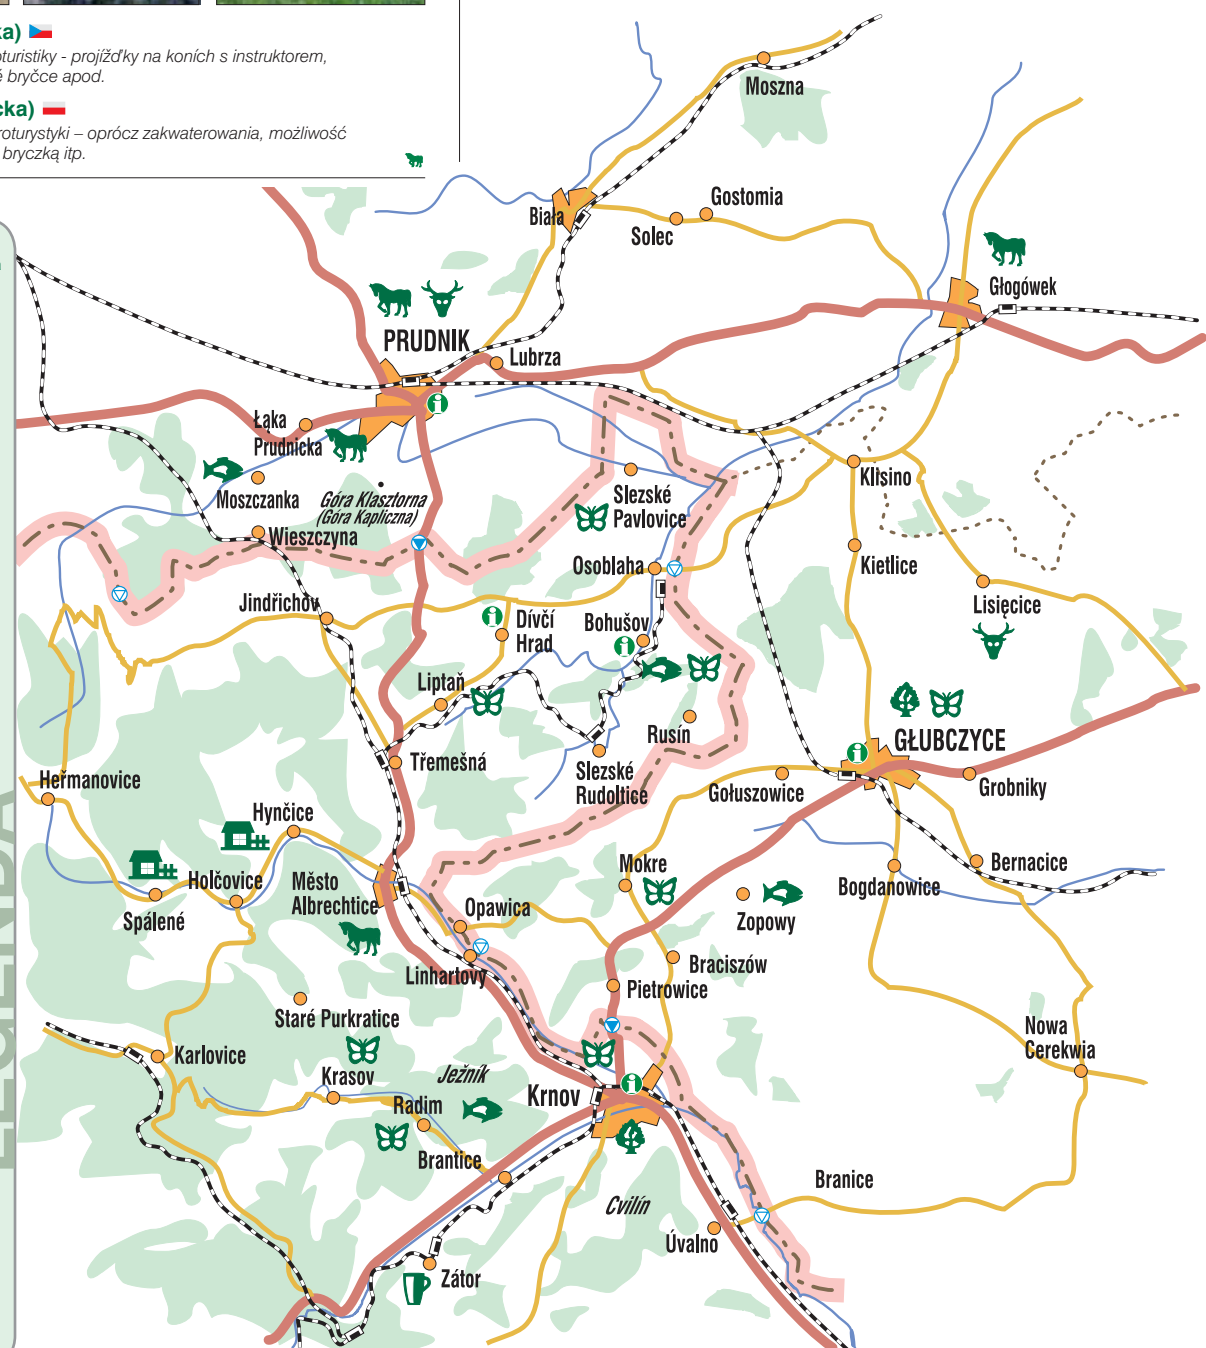 ka)
oturistiky - projížďky na koních s instruktorem,
é bryčce apod.
cka)
roturystyki – oprócz zakwaterowania, możliwość
bryczką itp.
Moszna
Biała
Gostomia
Solec
Głogówek
PRUDNIK
Lubrza
Łąka
Prudnicka
Moszczanka
Góra Klasztorna
(Góra Kapliczna)
Slezské
Pavlovice
Klisino
Wieszczyna
Osoblaha
Kietlice
Jindřichov
Dívčí
Hrad
Bohušov
Lisięcice
Liptaň
Rusín
GŁUBCZYCE
Třemešná
Slezské
Rudoltice
Gołuszowice
Grobniky
Heřmanovice
Hynčice
Holčovice
Město
Albrechtice
Mokre
Bernacice
Bogdanowice
Spálené
Opawica
Zopowy
Linhartovy
Braciszów
Pietrowice
Staré Purkratice
Nowa
Cerekwia
Karlovice
Krasov
Ježník
Krnov
Radim
Brantice
Branice
Cvilín
Úvalno
Zátor